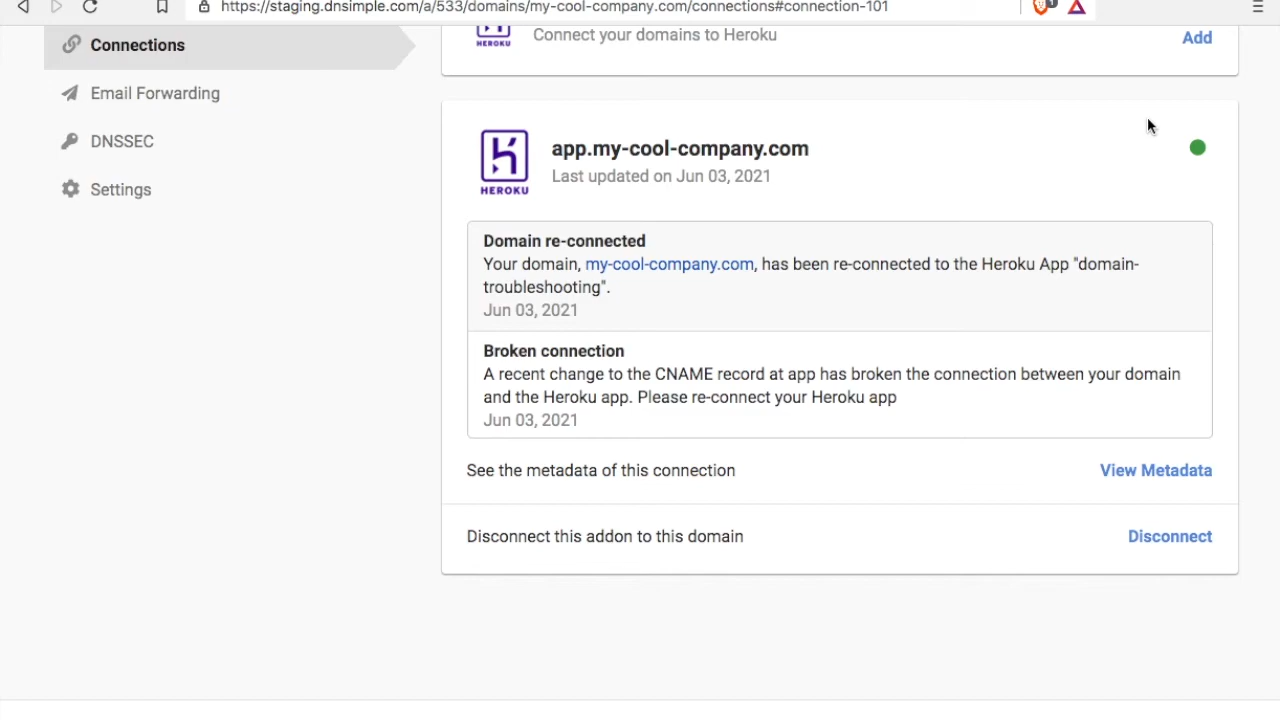 https://staging.dnsimple.com/a/533/domains/my-cool-company.com/connections#connection-101
1
Connections
Email Forwarding
DNSSEC
Settings
HEROKU
Connect your domains to Heroku
Add
HEROKU
app.my-cool-company.com
Last updated on Jun 03, 2021
Domain re-connected
Your domain, my-cool-company.com, has been re-connected to the Heroku App "domain-
troubleshooting".
Jun 03, 2021
Broken connection
A recent change to the CNAME record at app has broken the connection between your domain
and the Heroku app. Please re-connect your Heroku app
Jun 03, 2021
See the metadata of this connection
View Metadata
Disconnect this addon to this domain
Disconnect